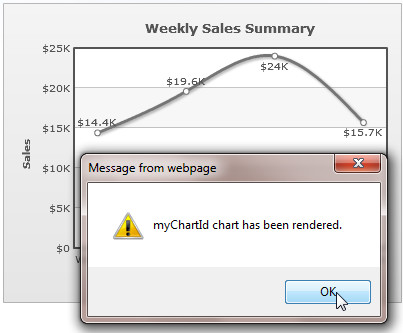 Weekly Sales Summary
$25K
$24K
$20K
$19.6K
$15K
$14.4K
$15.7K
Sales
$10K
$5K
$0
Message from webpage
myChartId chart has been rendered.
OK